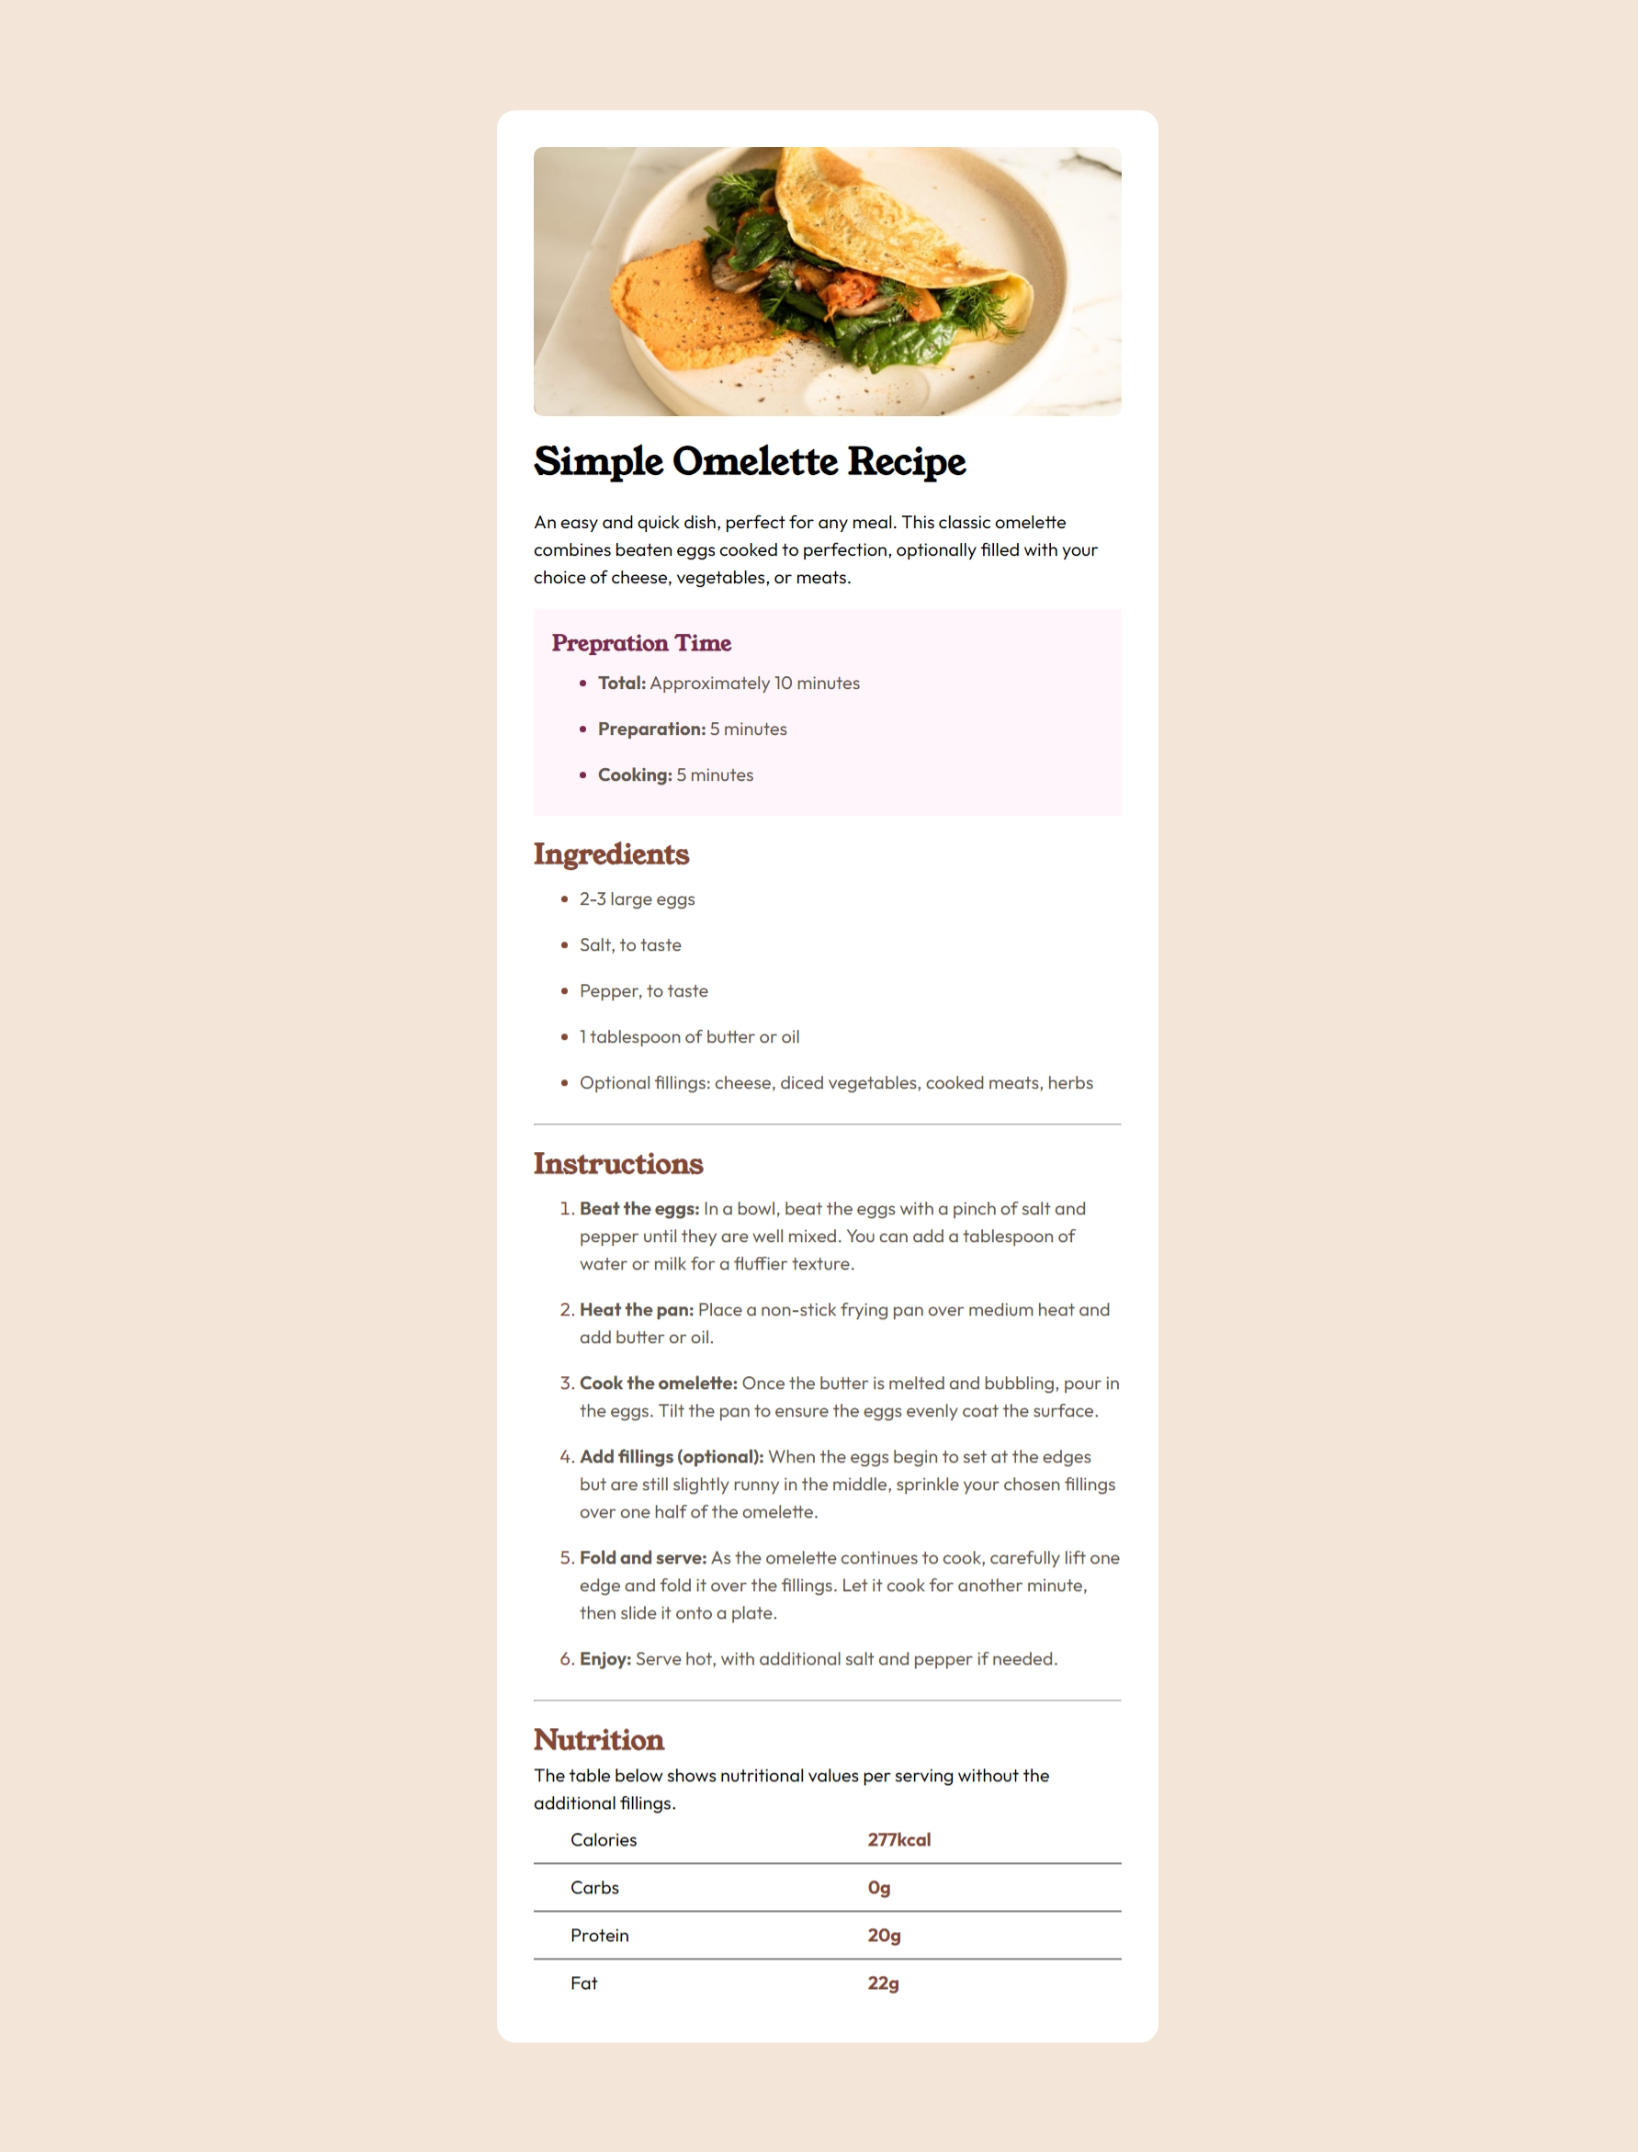 Simple Omelette Recipe
An easy and quick dish, perfect for any meal. This classic omelette
combines beaten eggs cooked to perfection, optionally filled with your
choice of cheese, vegetables, or meats.
Prepration Time
• Total: Approximately 10 minutes
• Preparation: 5 minutes
• Cooking: 5 minutes
Ingredients
• 2-3 large eggs
• Salt, to taste
• Pepper, to taste
• 1 tablespoon of butter or oil
• Optional fillings: cheese, diced vegetables, cooked meats, herbs
Instructions
1. Beat the eggs: In a bowl, beat the eggs with a pinch of salt and
pepper until they are well mixed. You can add a tablespoon of
water or milk for a fluffier texture.
2. Heat the pan: Place a non-stick frying pan over medium heat and
add butter or oil.
3. Cook the omelette: Once the butter is melted and bubbling, pour in
the eggs. Tilt the pan to ensure the eggs evenly coat the surface.
4. Add fillings (optional): When the eggs begin to set at the edges
but are still slightly runny in the middle, sprinkle your chosen fillings
over one half of the omelette.
5. Fold and serve: As the omelette continues to cook, carefully lift one
edge and fold it over the fillings. Let it cook for another minute,
then slide it onto a plate.
6. Enjoy: Serve hot, with additional salt and pepper if needed.
Nutrition
The table below shows nutritional values per serving without the
additional fillings.
Calories 277kcal
Carbs 0g
Protein 20g
Fat 22g